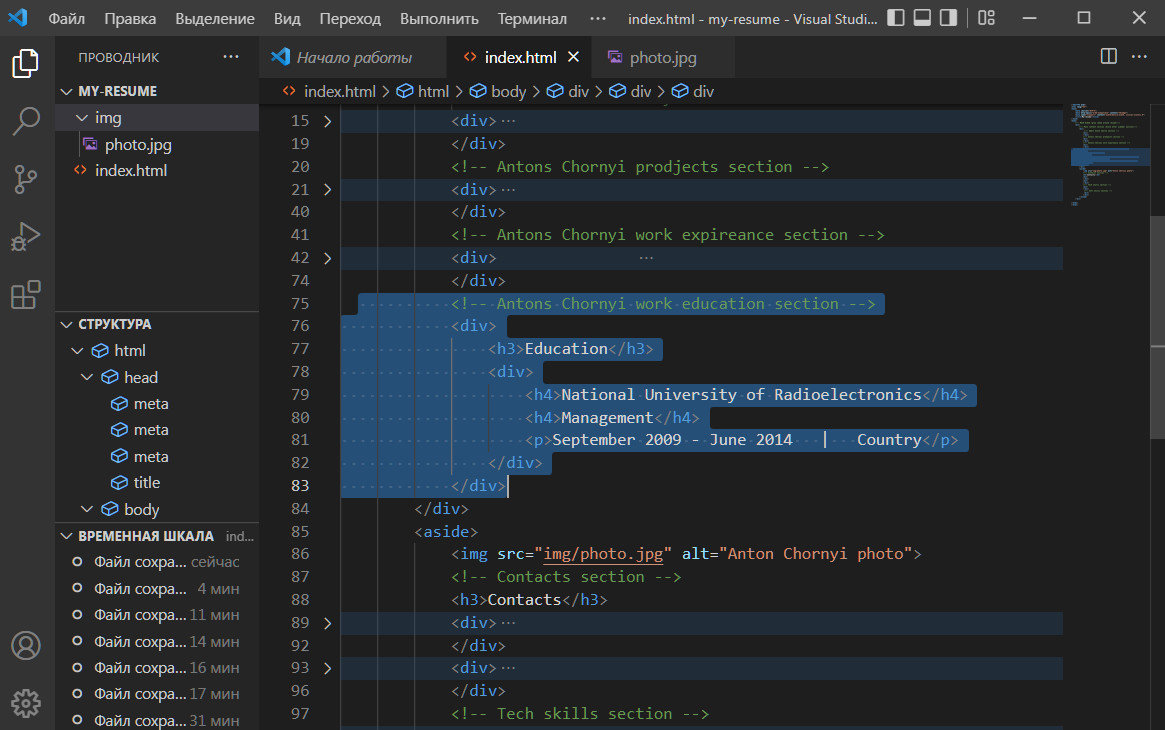 Файл Правка Выделение Вид Переход Выполнить Терминал ··· index.html - my-resume - Visual Studi...
ПРОВОДНИК ···
MY-RESUME
img
photo.jpg
index.html
СТРУКТУРА
html
head
meta
meta
meta
title
body
ВРЕМЕННАЯ ШКАЛА ind...
Файл сохра... сейчас
Файл сохра... 4 мин
Файл сохра... 11 мин
Файл сохра... 14 мин
Файл сохра... 16 мин
Файл сохра... 17 мин
Файл сохра... 31 мин
Начало работы index.html photo.jpg ···
index.html > html > body > div > div > div
15 <div>···
19 </div>
20 <!-- Antons Chornyi prodjects section -->
21 <div>···
40 </div>
41 <!-- Antons Chornyi work expireance section -->
42 <div> ···
74 </div>
75 <!-- Antons Chornyi work education section -->
76 <div>
77 <h3>Education</h3>
78 <div>
79 <h4>National University of Radioelectronics</h4>
80 <h4>Management</h4>
81 <p>September 2009 - June 2014 | Country</p>
82 </div>
83 </div>
84 </div>
85 <aside>
86 <img src="img/photo.jpg" alt="Anton Chornyi photo">
87 <!-- Contacts section -->
88 <h3>Contacts</h3>
89 <div>···
92 </div>
93 <div>···
96 </div>
97 <!-- Tech skills section -->